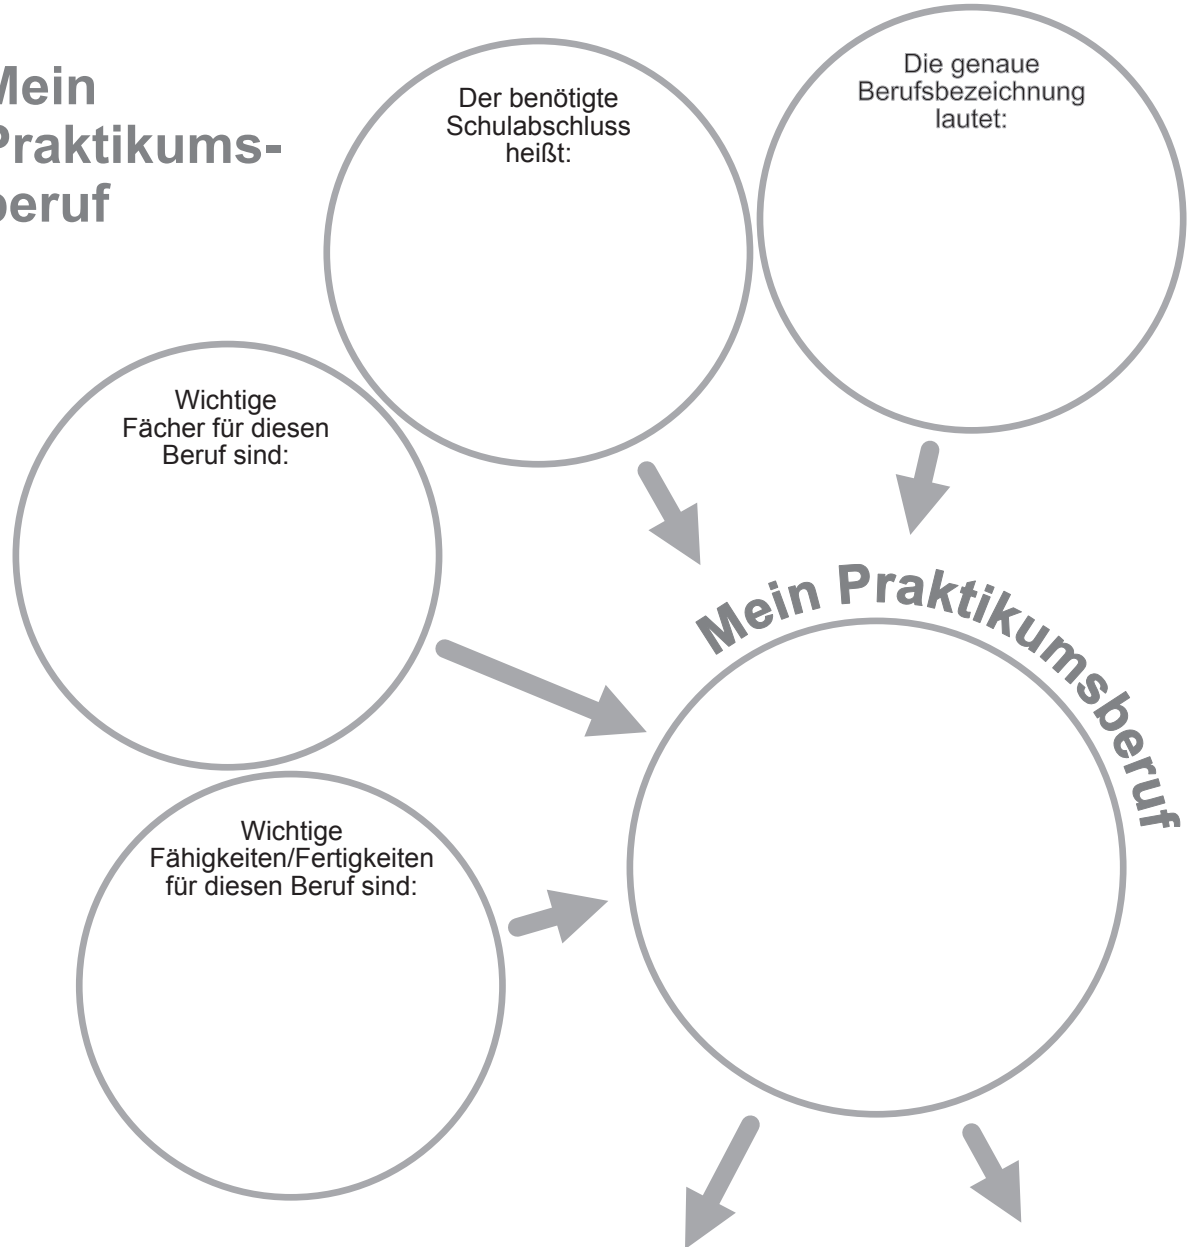 Mein
Praktikums-
beruf
Der benötigte
Schulabschluss
heißt:
Die genaue
Berufsbezeichnung
lautet:
Wichtige
Fächer für diesen
Beruf sind:
Mein Praktikumsberuf
Wichtige
Fähigkeiten/Fertigkeiten
für diesen Beruf sind: